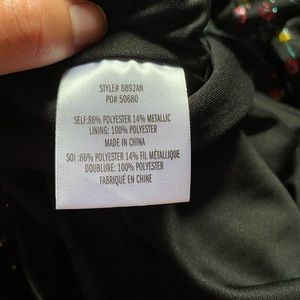 STYLE# 8892AN
PO# 50680
SELF:86% POLYESTER 14% METALLIC
LINING: 100% POLYESTER
MADE IN CHINA
SOI :86% POLYESTER 14% FIL MÉTALLIQUE
DOUBLURE: 100% POLYESTER
FABRIQUÉ EN CHINE